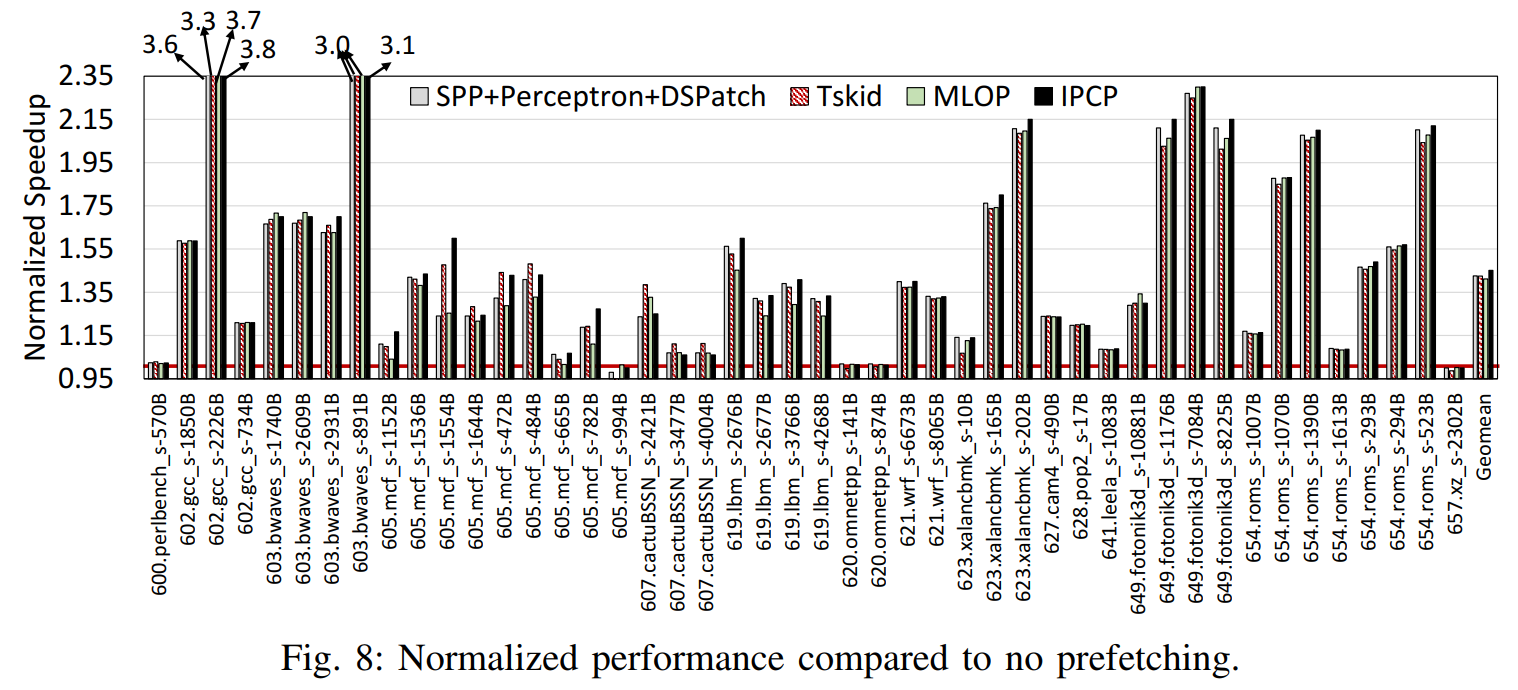 3.3 3.7
3.6 3.8 3.0 3.1
Normalized Speedup
2.35
2.15
1.95
1.75
1.55
1.35
1.15
0.95
SPP+Perceptron+DSPatch Tskid MLOP IPCP
600.perlbench_s-570B
602.gcc_s-1850B
602.gcc_s-2226B
602.gcc_s-734B
603.bwaves_s-1740B
603.bwaves_s-2609B
603.bwaves_s-2931B
603.bwaves_s-891B
605.mcf_s-1152B
605.mcf_s-1536B
605.mcf_s-1554B
605.mcf_s-1644B
605.mcf_s-472B
605.mcf_s-484B
605.mcf_s-665B
605.mcf_s-782B
605.mcf_s-994B
607.cactuBSSN_s-2421B
607.cactuBSSN_s-3477B
607.cactuBSSN_s-4004B
619.lbm_s-2676B
619.lbm_s-2677B
619.lbm_s-3766B
619.lbm_s-4268B
620.omnetpp_s-141B
620.omnetpp_s-874B
621.wrf_s-6673B
621.wrf_s-8065B
623.xalancbmk_s-10B
623.xalancbmk_s-165B
623.xalancbmk_s-202B
627.cam4_s-490B
628.pop2_s-17B
641.leela_s-1083B
649.fotonik3d_s-10881B
649.fotonik3d_s-1176B
649.fotonik3d_s-7084B
649.fotonik3d_s-8225B
654.roms_s-1007B
654.roms_s-1070B
654.roms_s-1390B
654.roms_s-1613B
654.roms_s-293B
654.roms_s-294B
654.roms_s-523B
657.xz_s-2302B
Geomean
Fig. 8: Normalized performance compared to no prefetching.